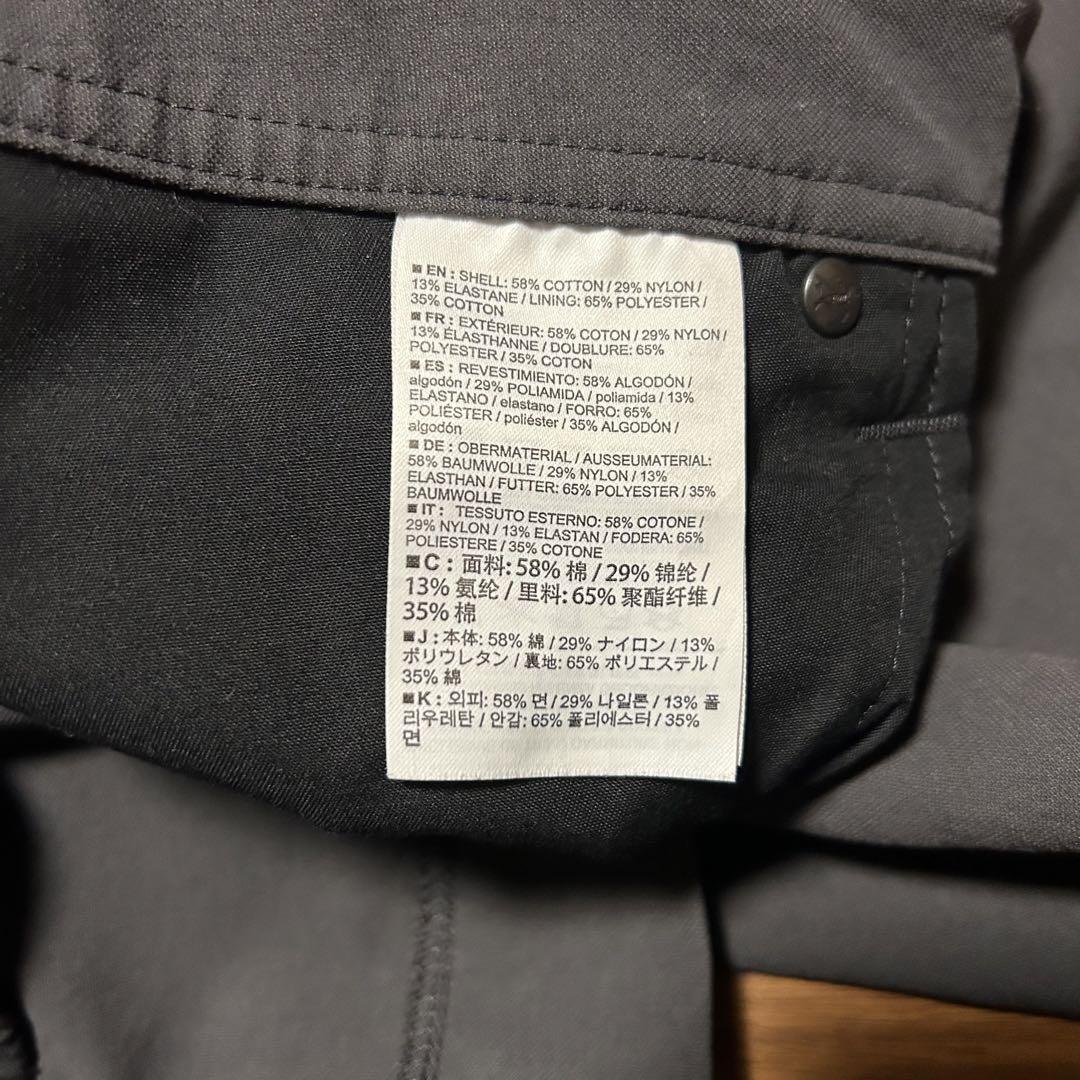 EN : SHELL: 58% COTTON / 29% NYLON /
13% ELASTANE / LINING: 65% POLYESTER /
35% COTTON
FR : EXTÉRIEUR: 58% COTON / 29% NYLON /
13% ÉLASTHANNE / DOUBLURE: 65%
POLYESTER / 35% COTON
ES : REVESTIMIENTO: 58% ALGODÓN /
algodón / 29% POLIAMIDA / poliamida / 13%
ELASTANO / elastano / FORRO: 65%
POLIÉSTER / poliéster / 35% ALGODÓN /
algodón
DE : OBERMATERIAL / AUSSEUMATERIAL:
58% BAUMWOLLE / 29% NYLON / 13%
ELASTHAN / FUTTER: 65% POLYESTER / 35%
BAUMWOLLE
IT : TESSUTO ESTERNO: 58% COTONE /
29% NYLON / 13% ELASTAN / FODERA: 65%
POLIESTERE / 35% COTONE
C : 面料: 58% 棉 / 29% 锦纶 /
13% 氨纶 / 里料: 65% 聚酯纤维 /
35% 棉
J : 本体: 58% 綿 / 29% ナイロン / 13%
ポリウレタン / 裏地: 65% ポリエステル /
35% 綿
K : 외피: 58% 면 / 29% 나일론 / 13% 폴
리우레탄 / 안감: 65% 폴리에스터 / 35%
면